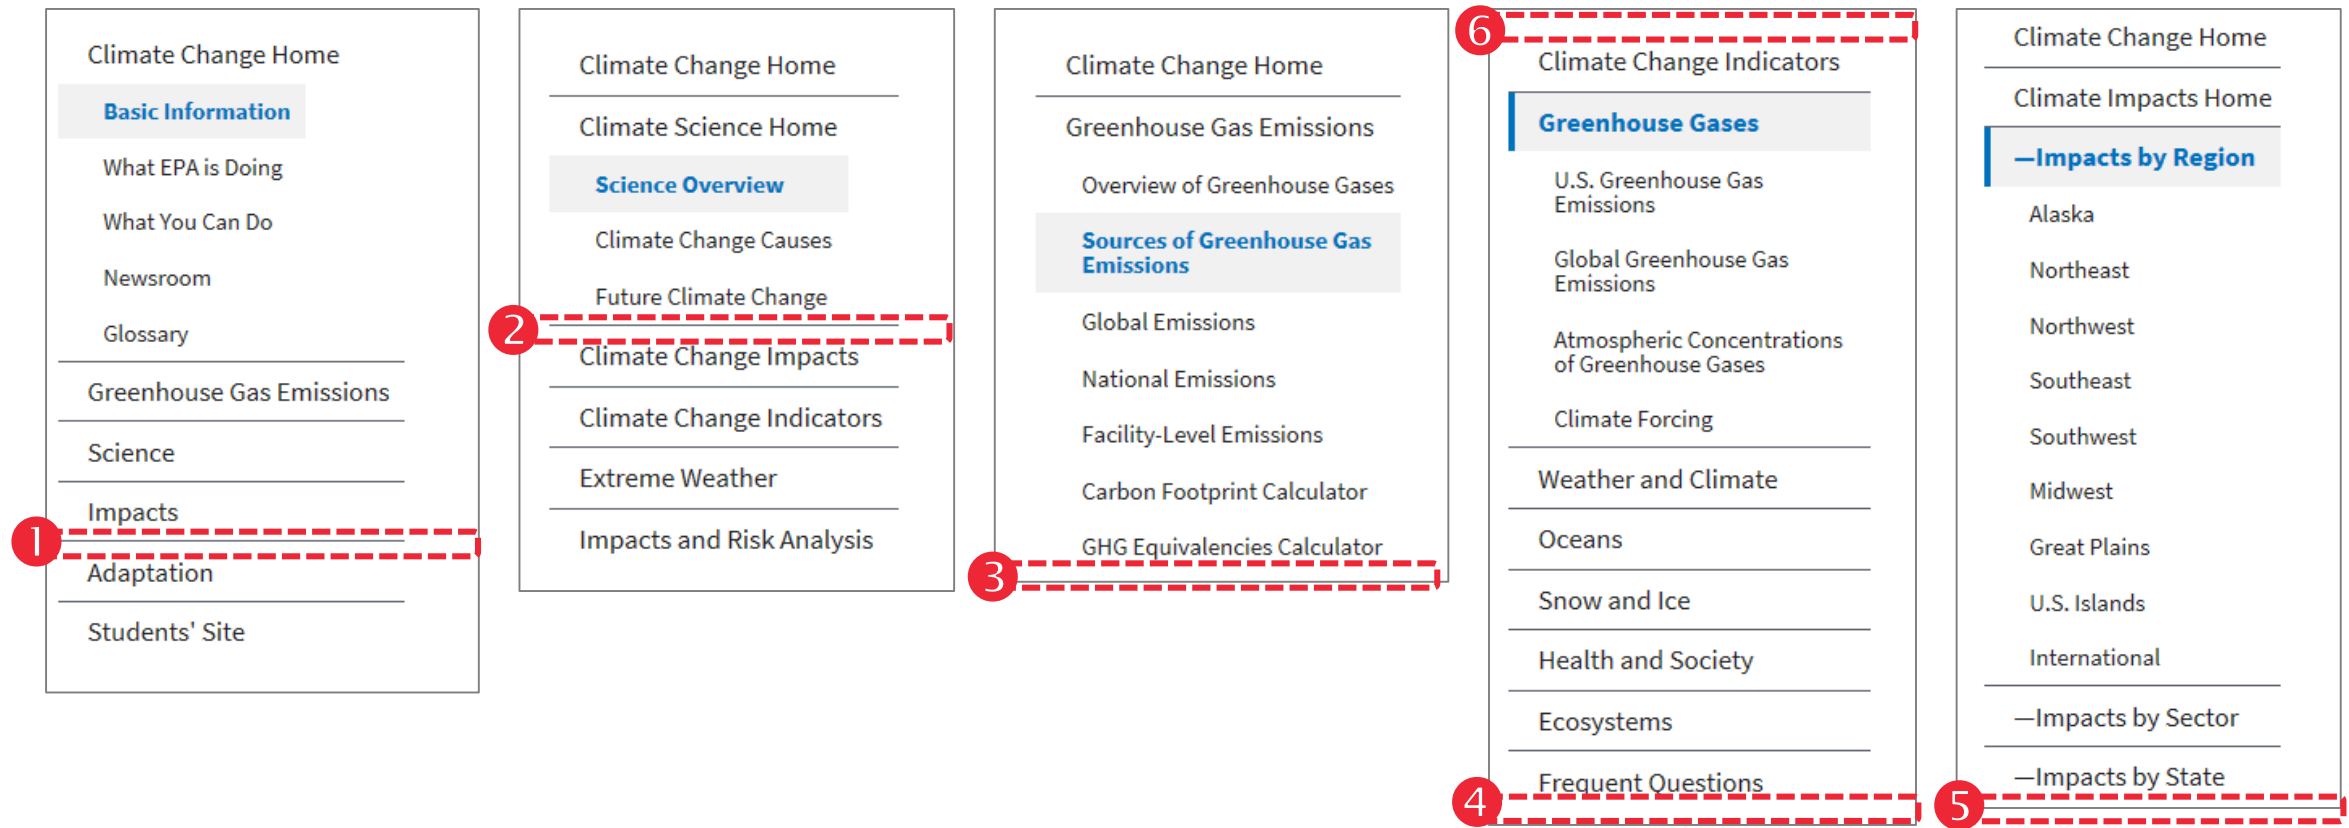 Climate Change Home
Basic Information
What EPA is Doing
What You Can Do
Newsroom
Glossary
Greenhouse Gas Emissions
Science
Impacts
1
Adaptation
Students' Site
Climate Change Home
Climate Science Home
Science Overview
Climate Change Causes
Future Climate Change
2
Climate Change Impacts
Climate Change Indicators
Extreme Weather
Impacts and Risk Analysis
Climate Change Home
Greenhouse Gas Emissions
Overview of Greenhouse Gases
Sources of Greenhouse Gas
Emissions
Global Emissions
National Emissions
Facility-Level Emissions
Carbon Footprint Calculator
GHG Equivalencies Calculator
3
6
Climate Change Indicators
Greenhouse Gases
U.S. Greenhouse Gas
Emissions
Global Greenhouse Gas
Emissions
Atmospheric Concentrations
of Greenhouse Gases
Climate Forcing
Weather and Climate
Oceans
Snow and Ice
Health and Society
Ecosystems
Frequent Questions
4
Climate Change Home
Climate Impacts Home
—Impacts by Region
Alaska
Northeast
Northwest
Southeast
Southwest
Midwest
Great Plains
U.S. Islands
International
—Impacts by Sector
—Impacts by State
5